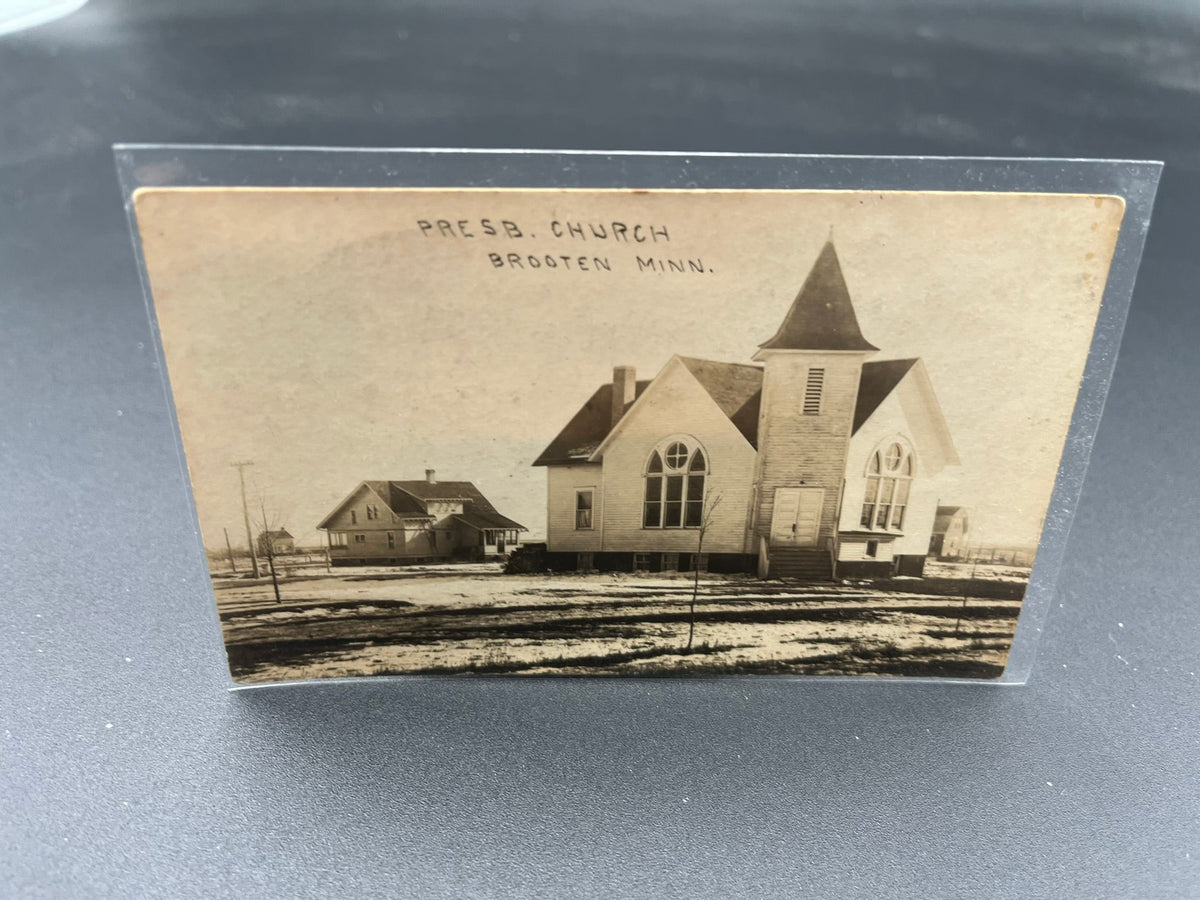 PRESB. CHURCH
BROOTEN MINN.